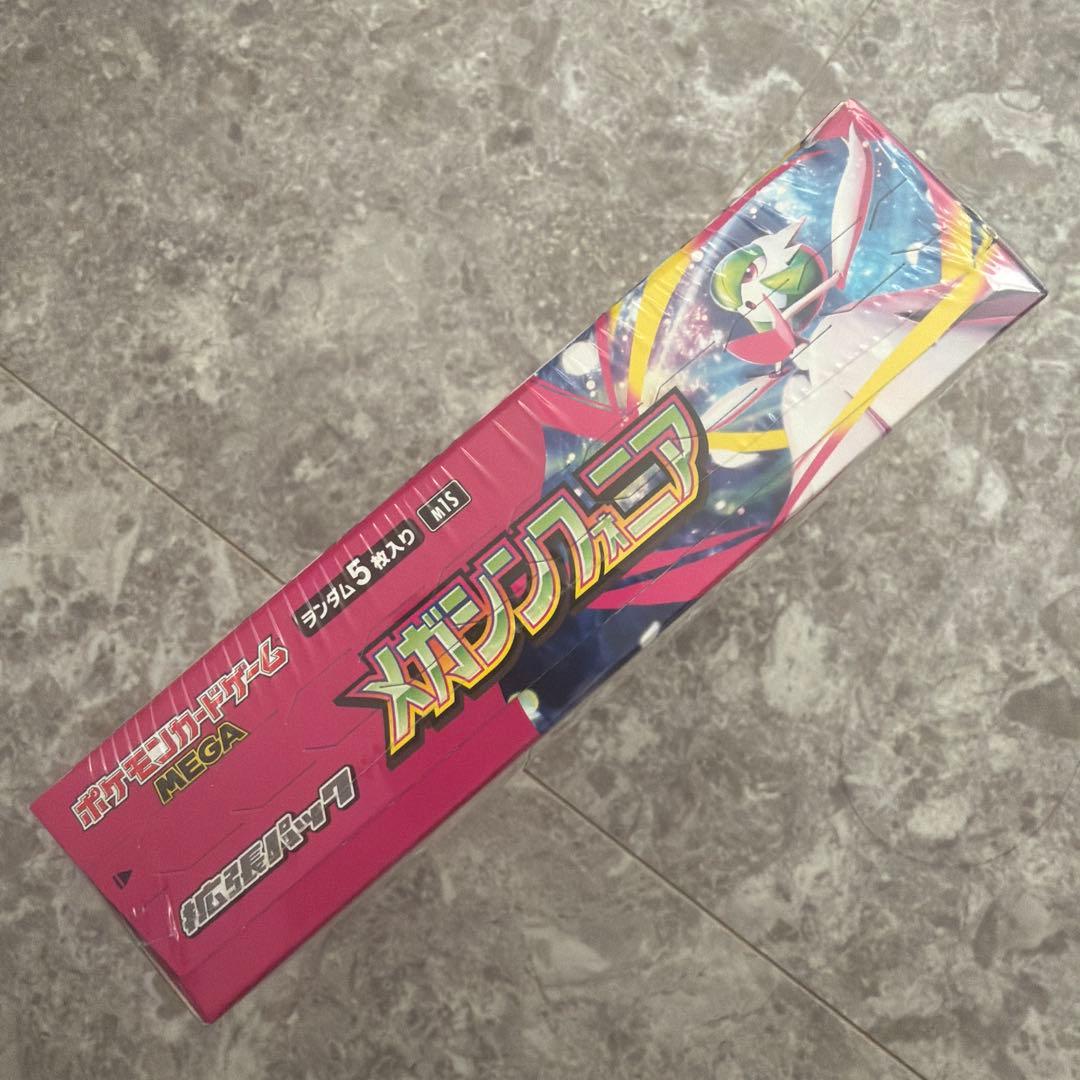 ポケモンカードゲーム
MEGA
ランダム5枚入り
M1S
拡張パック
メガシンフォニア